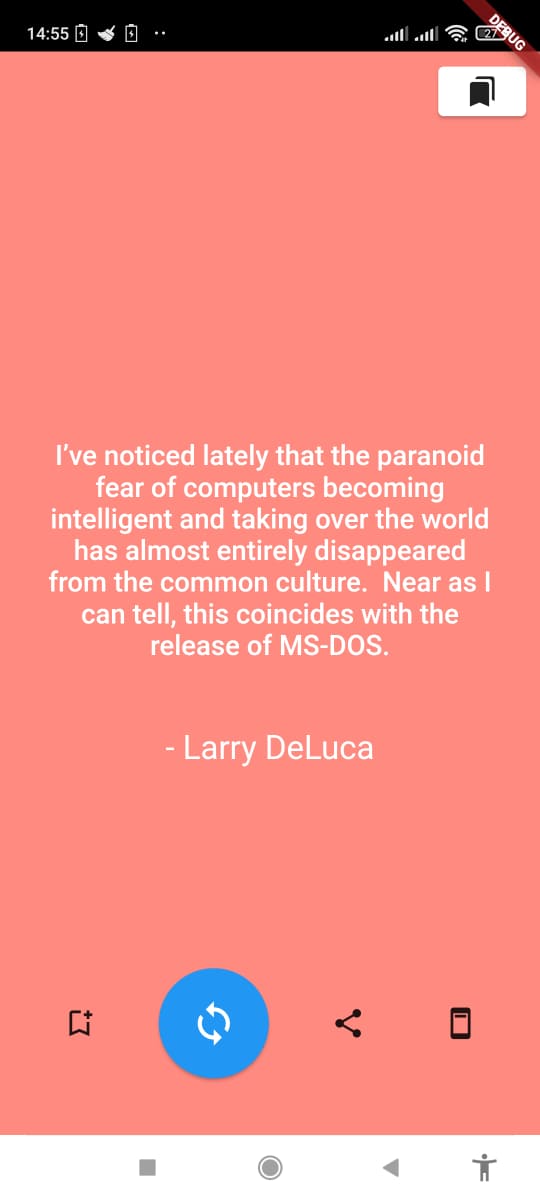 14:55
27
DEBUG
I've noticed lately that the paranoid
fear of computers becoming
intelligent and taking over the world
has almost entirely disappeared
from the common culture.  Near as I
can tell, this coincides with the
release of MS-DOS.
- Larry DeLuca